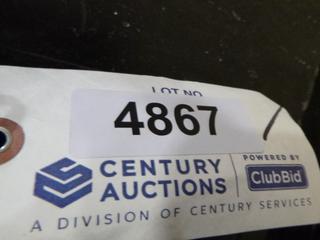 LOT NO.
4867
CENTURY
AUCTIONS
POWERED BY
ClubBid
A DIVISION OF CENTURY SERVICES